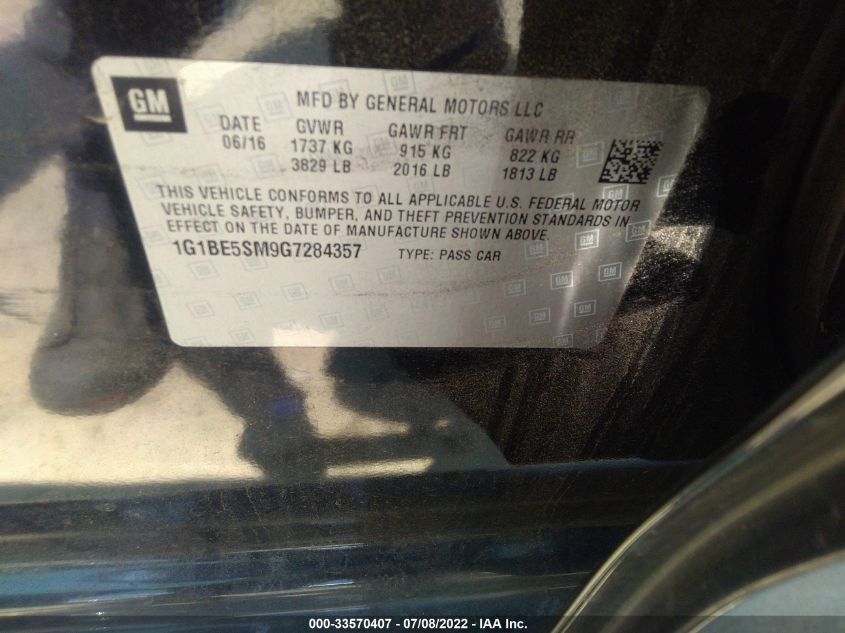 GM
MFD BY GENERAL MOTORS LLC
DATE GVWR GAWR FRT GAWR RR
06/16 1737 KG 915 KG 822 KG
3829 LB 2016 LB 1813 LB
THIS VEHICLE CONFORMS TO ALL APPLICABLE U.S. FEDERAL MOTOR
VEHICLE SAFETY, BUMPER, AND THEFT PREVENTION STANDARDS IN
EFFECT ON THE DATE OF MANUFACTURE SHOWN ABOVE.
1G1BE5SM9G7284357 TYPE: PASS CAR
000-33570407 - 07/08/2022 - IAA Inc.